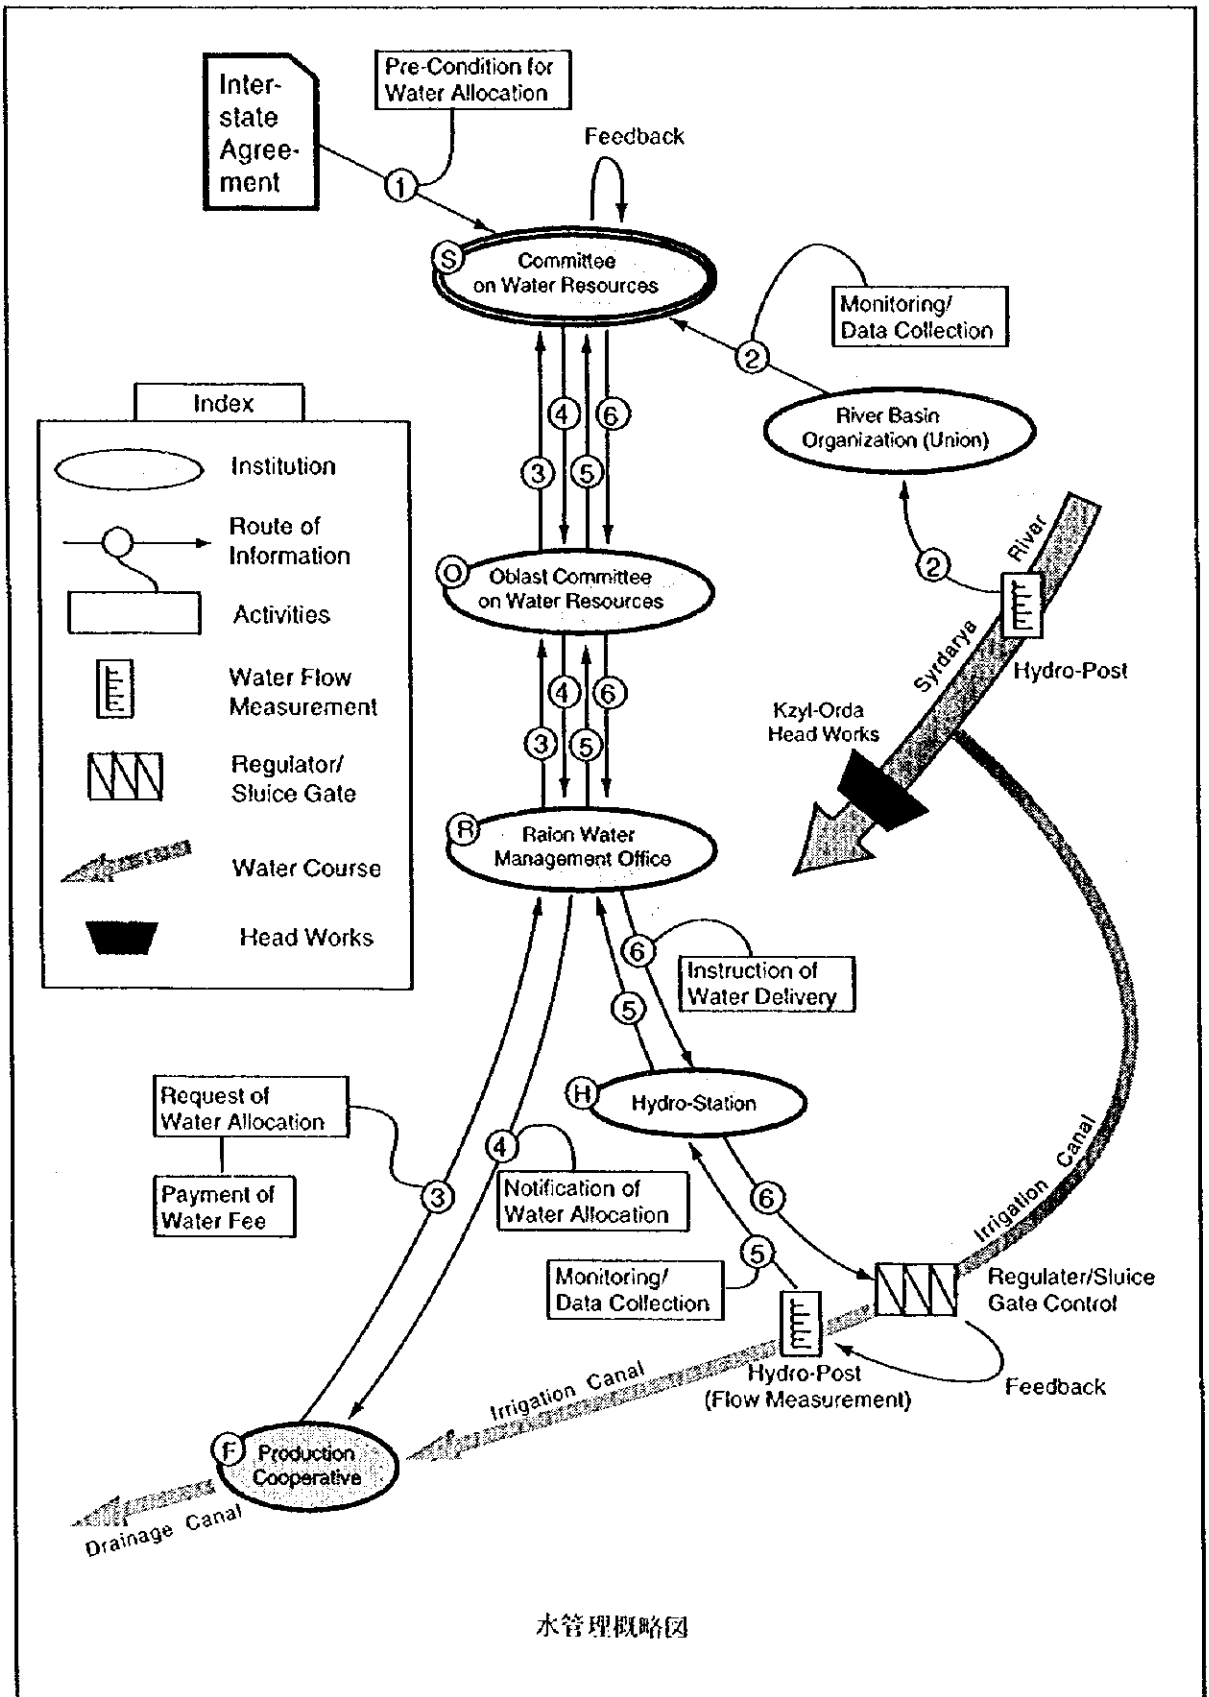 Inter-
state
Agree-
ment
Pre-Condition for
Water Allocation
Feedback
1
S
Committee
on Water Resources
Monitoring/
Data Collection
2
River Basin
Organization (Union)
Index
Institution
Route of
Information
Activities
Water Flow
Measurement
Regulator/
Sluice Gate
Water Course
Head Works
4
6
3
5
2
River
Syrdarya
Hydro-Post
O
Oblast Committee
on Water Resources
4
6
3
5
Kzyl-Orda
Head Works
R
Raion Water
Management Office
6
Instruction of
Water Delivery
5
H
Hydro-Station
Request of
Water Allocation
Payment of
Water Fee
3
4
Notification of
Water Allocation
6
5
Monitoring/
Data Collection
Irrigation Canal
Regulater/Sluice
Gate Control
Hydro-Post
(Flow Measurement)
Feedback
Irrigation Canal
F
Production
Cooperative
Drainage Canal
水管理概略図